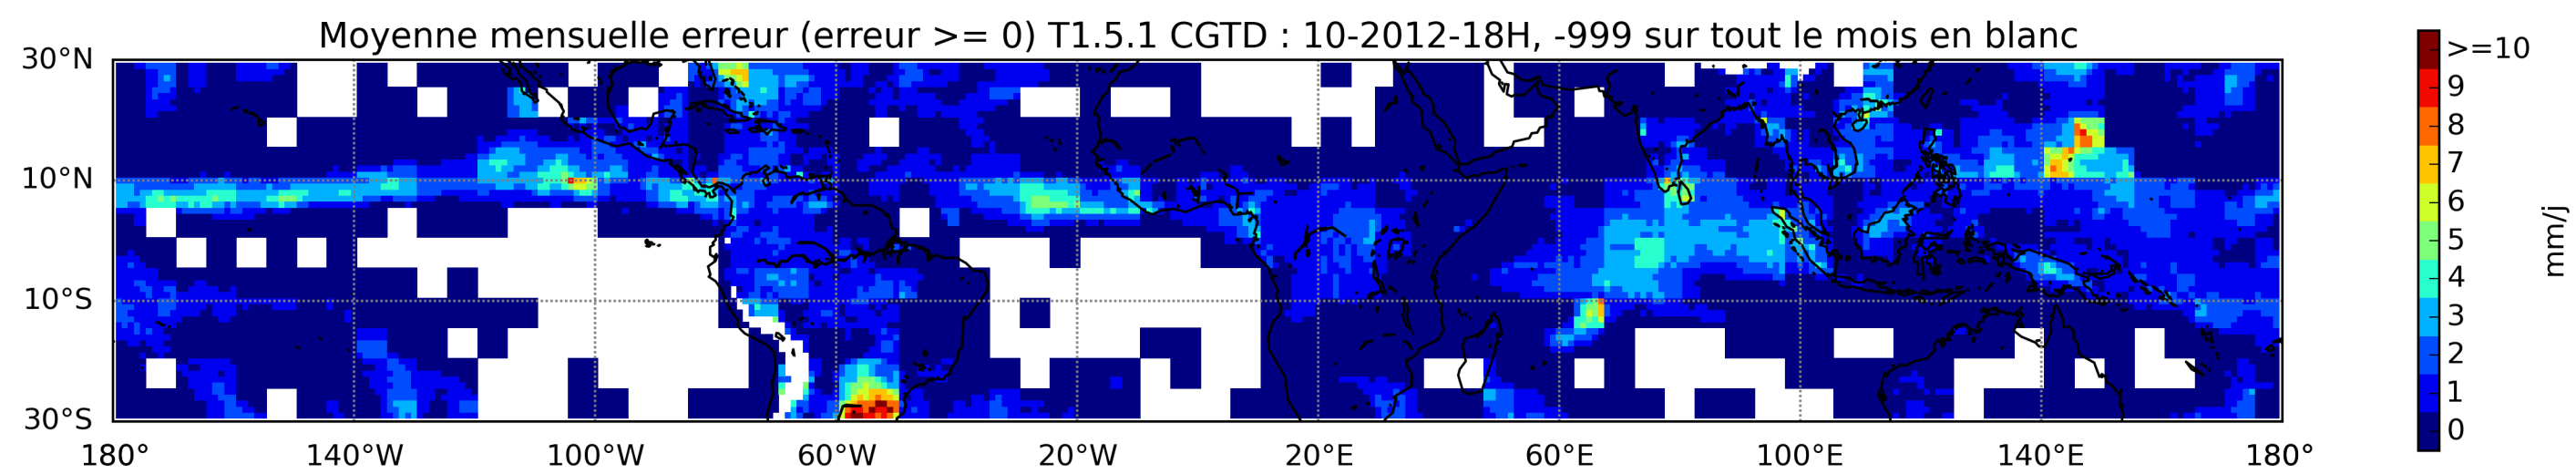 Moyenne mensuelle erreur (erreur >= 0) T1.5.1 CGTD : 10-2012-18H, -999 sur tout le mois en blanc
30°N
10°N
10°S
30°S
180° 140°W 100°W 60°W 20°W 20°E 60°E 100°E 140°E 180°
>=10
9
8
7
6
5
4
3
2
1
0
mm/j